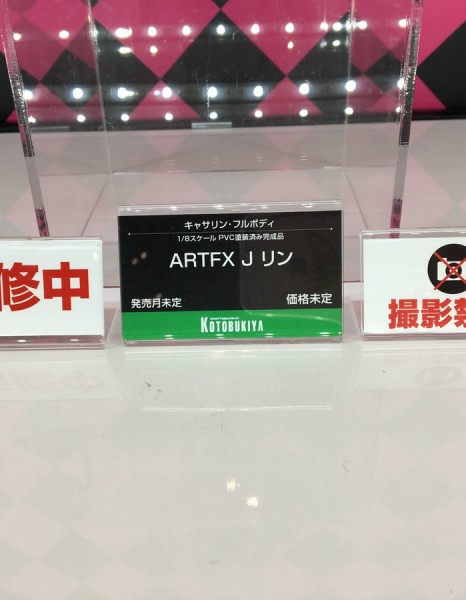 キャサリン・フルボディ
1/8スケール PVC塗装済み完成品
ARTFX J リン
発売月未定
価格未定
KOTOBUKIYA
修中
撮影禁